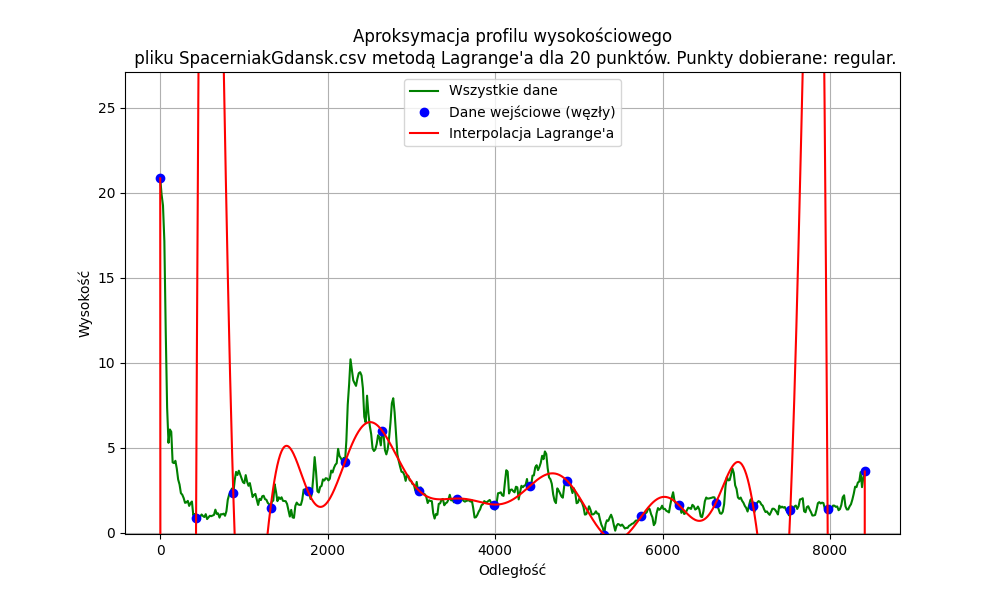 Aproksymacja profilu wysokościowego
pliku SpacerniakGdansk.csv metodą Lagrange'a dla 20 punktów. Punkty dobierane: regular.
Wszystkie dane
Dane wejściowe (węzły)
Interpolacja Lagrange'a
Wysokość
25
20
15
10
5
0
0
2000
4000
6000
8000
Odległość